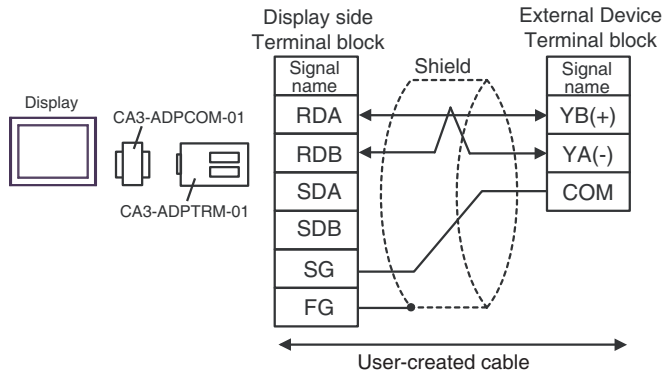 Display side
Terminal block
External Device
Terminal block
Signal
name
Shield
Signal
name
Display
CA3-ADPCOM-01
RDA
YB(+)
RDB
YA(-)
SDA
COM
CA3-ADPTRM-01
SDB
SG
FG
User-created cable